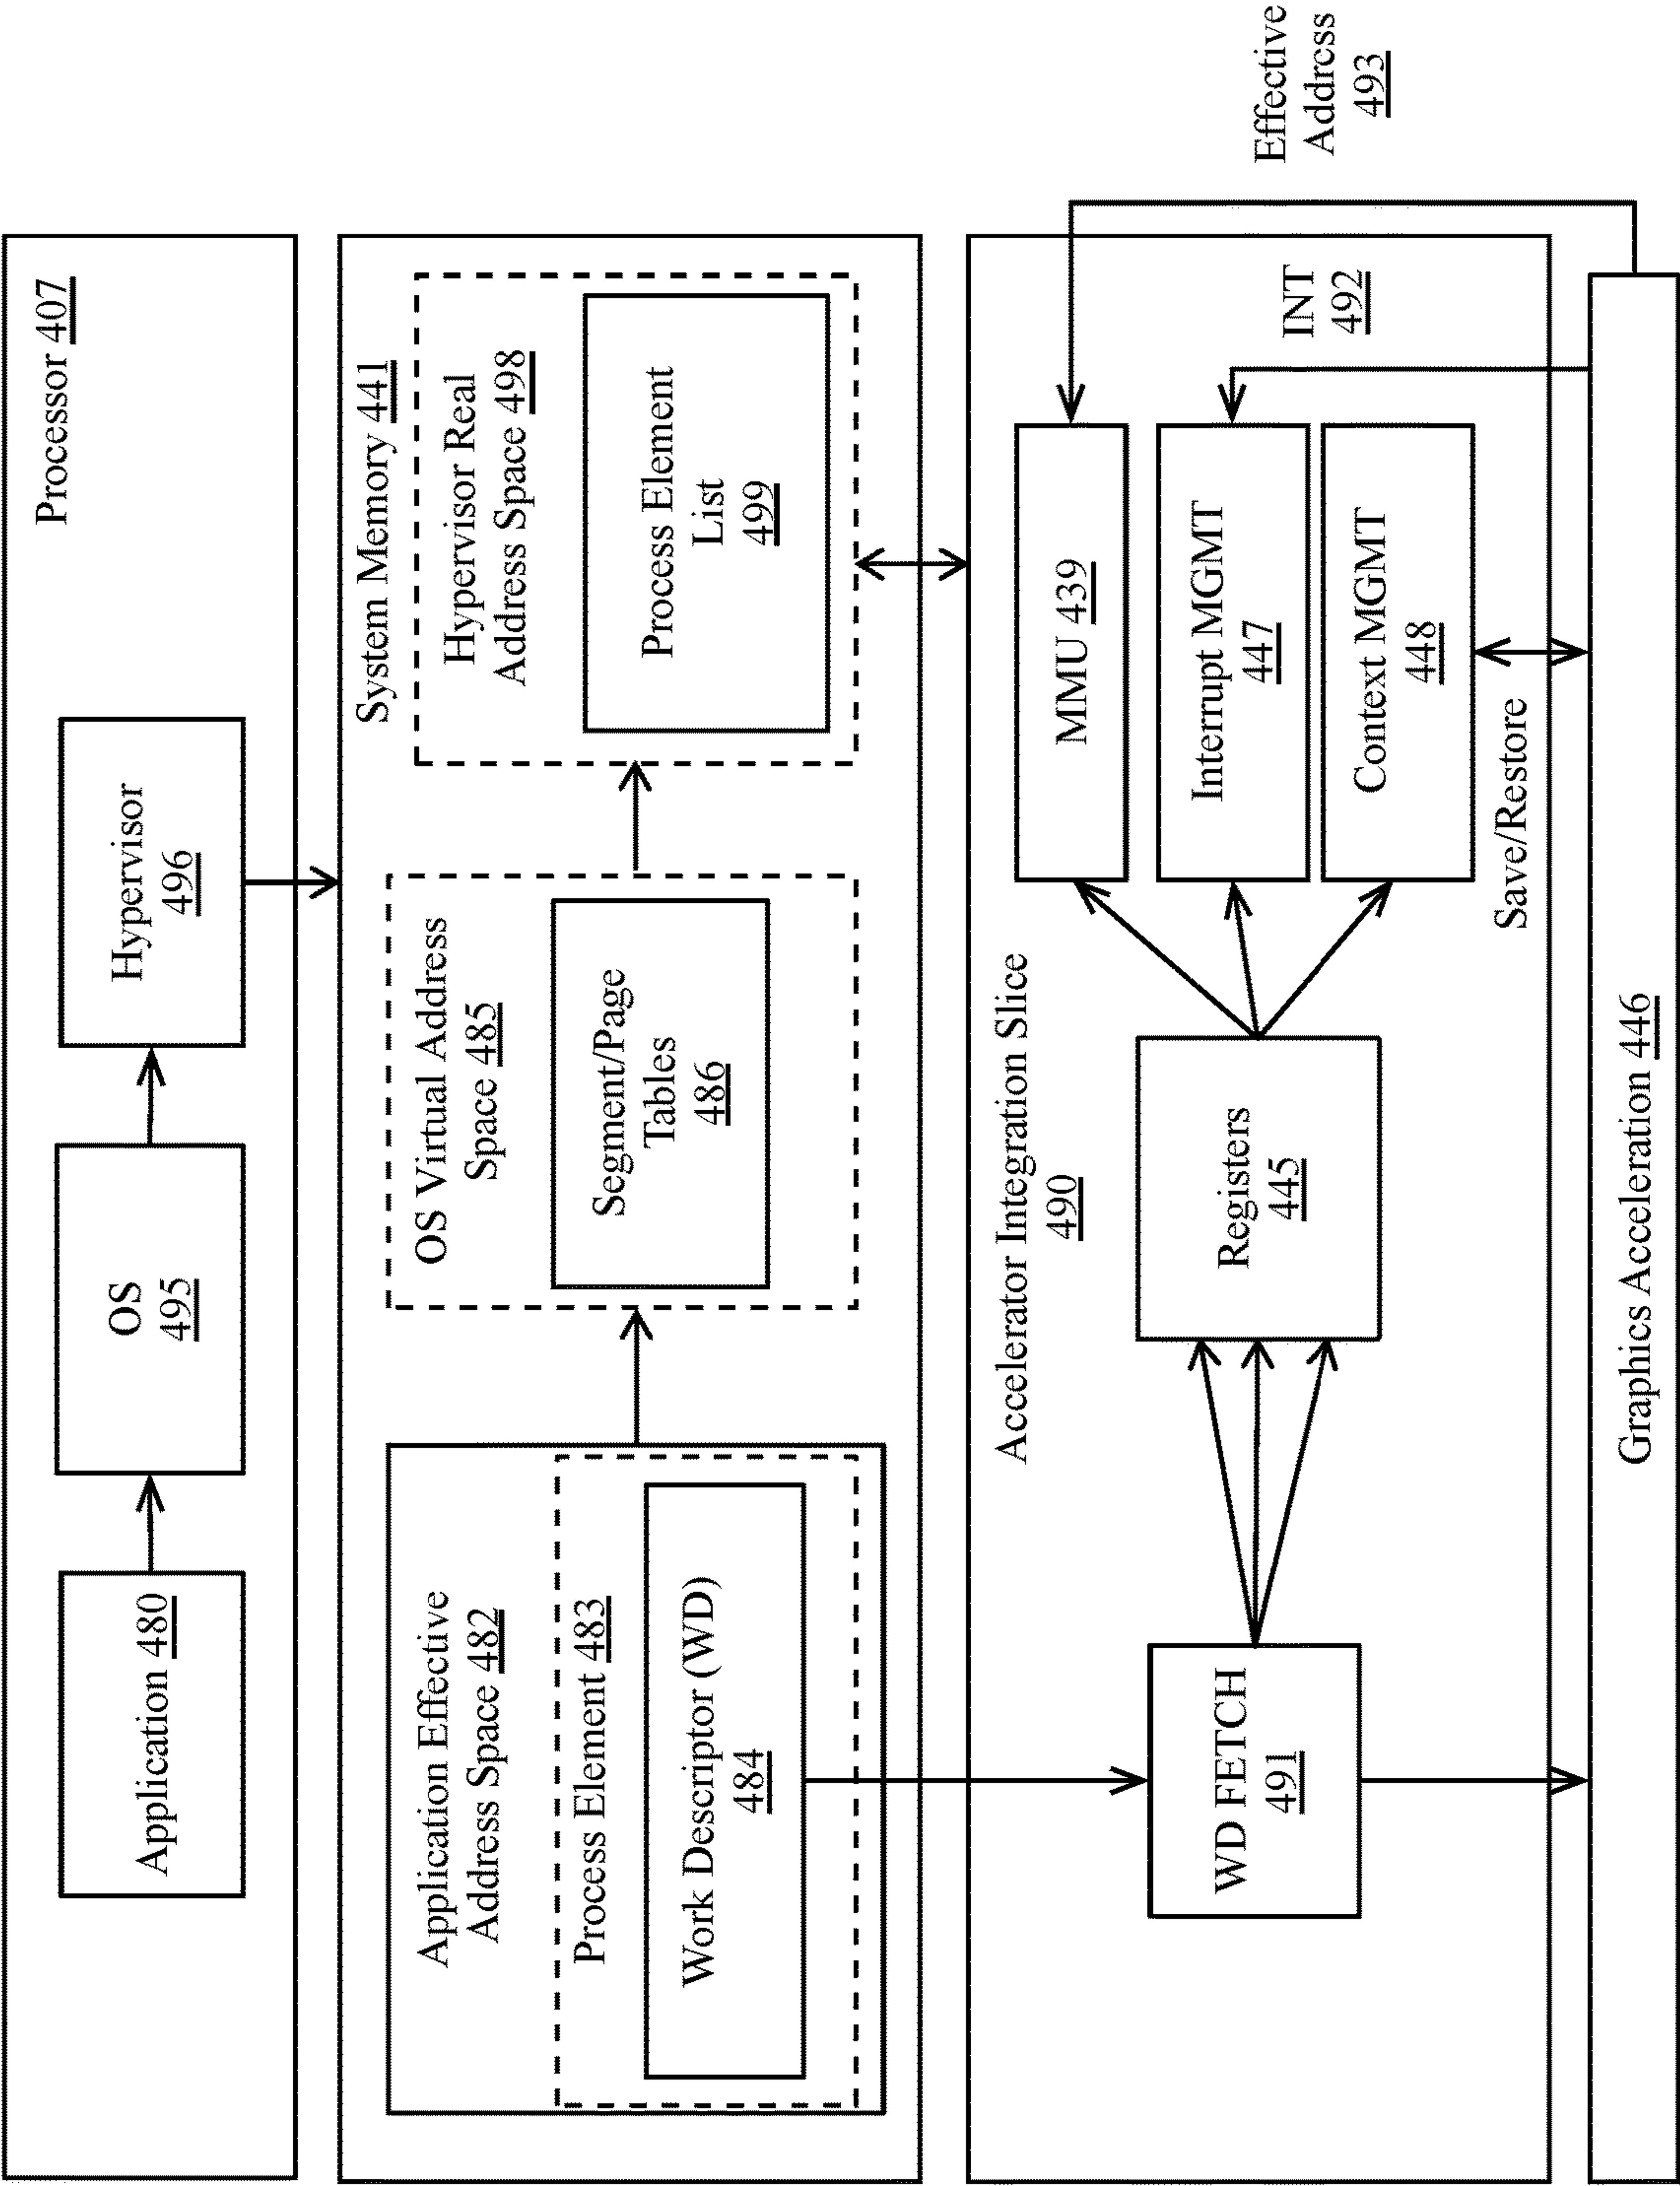 Processor 407
Application 480
OS
495
Hypervisor
496
System Memory 441
Application Effective
Address Space 482
Process Element 483
Work Descriptor (WD)
484
OS Virtual Address
Space 485
Segment/Page
Tables
486
Hypervisor Real
Address Space 498
Process Element
List
499
Accelerator Integration Slice
490
WD FETCH
491
Registers
445
MMU 439
Interrupt MGMT
447
Context MGMT
448
INT
492
Effective
Address
493
Save/Restore
Graphics Acceleration 446